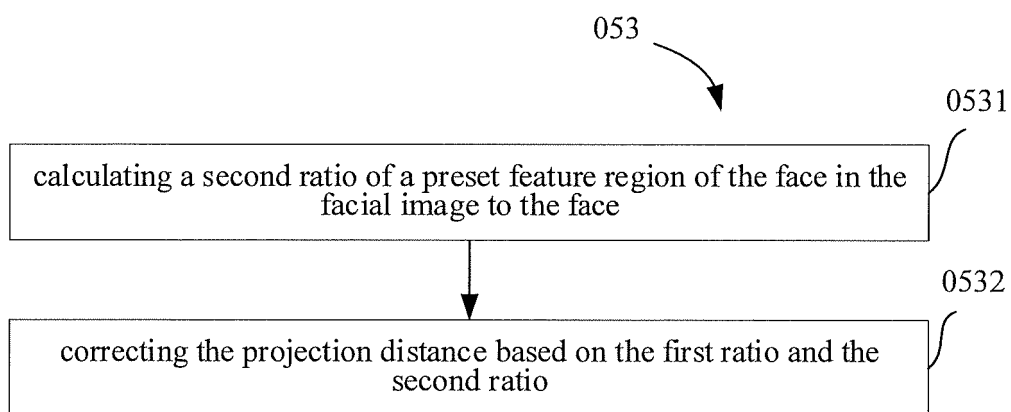 053
0531
calculating a second ratio of a preset feature region of the face in the
facial image to the face
0532
correcting the projection distance based on the first ratio and the
second ratio